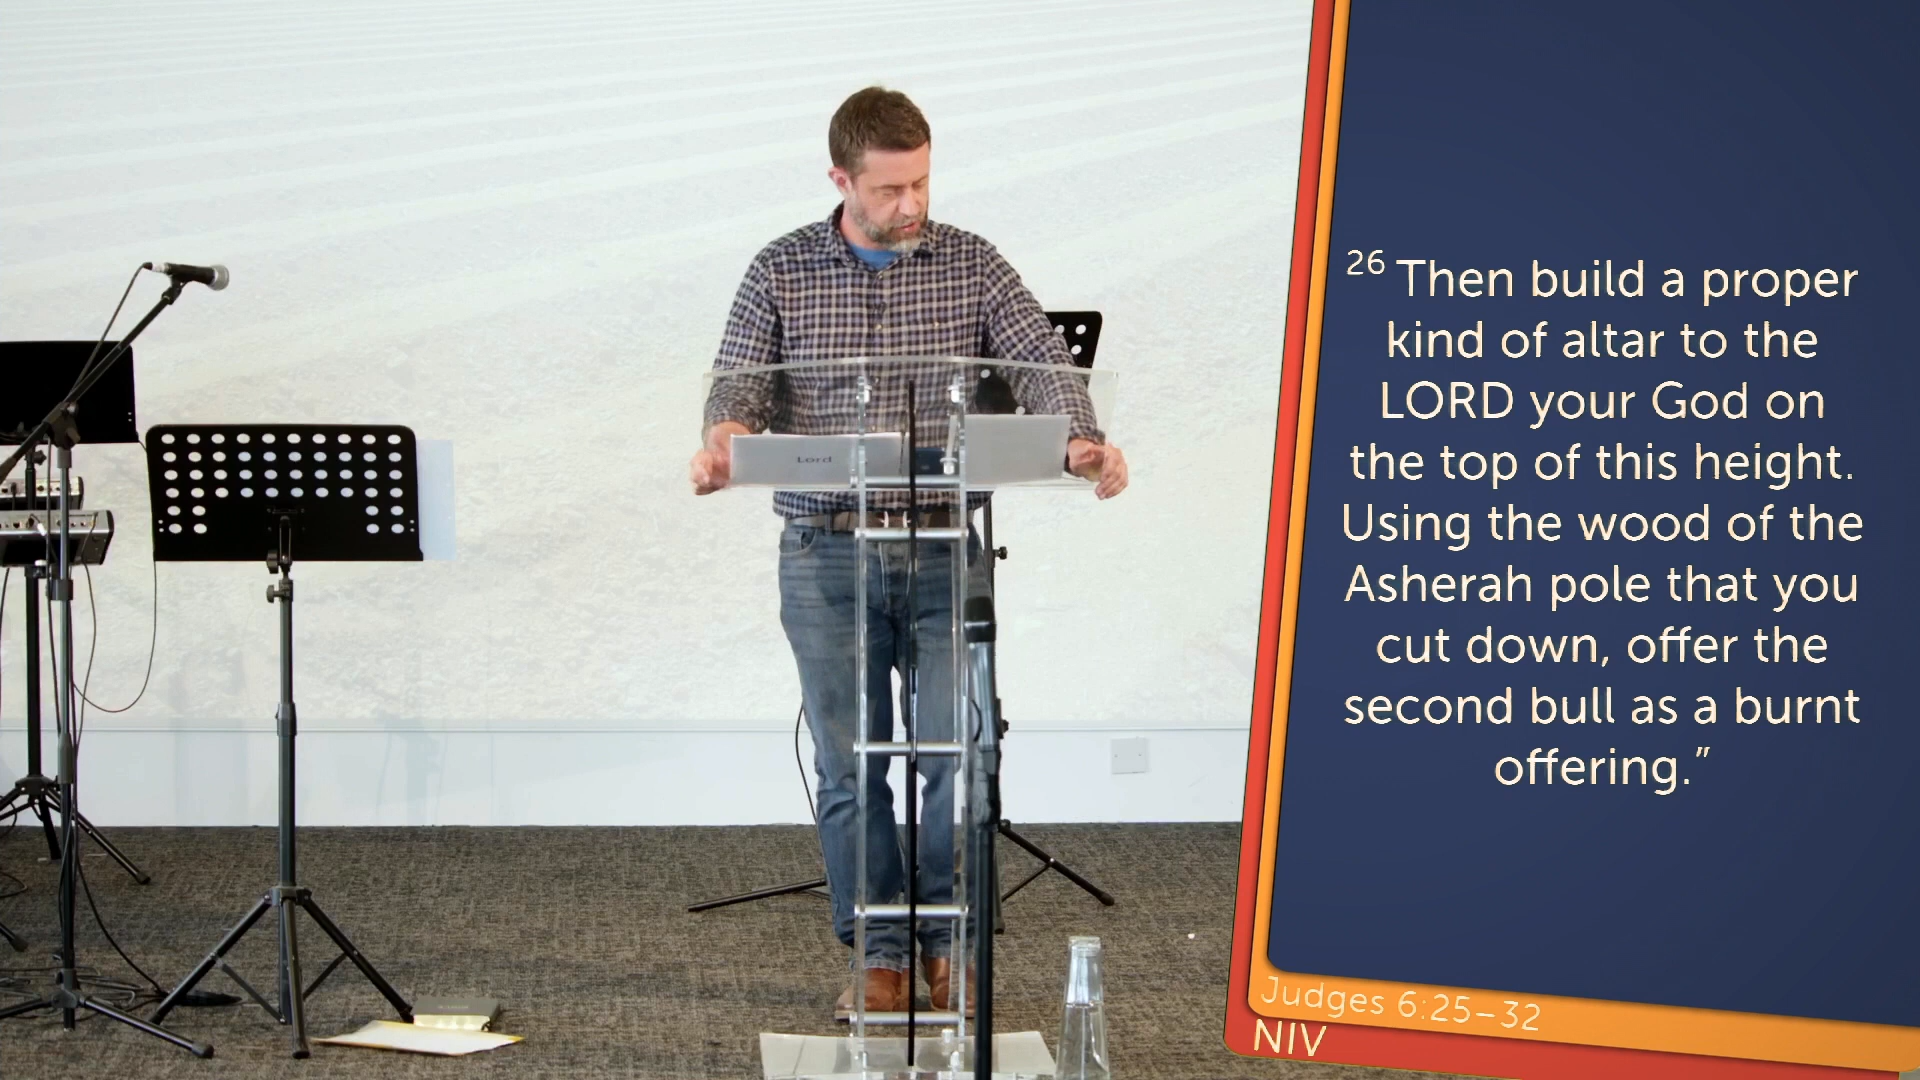 Lord
26 Then build a proper
kind of altar to the
LORD your God on
the top of this height.
Using the wood of the
Asherah pole that you
cut down, offer the
second bull as a burnt
offering.”
Judges 6:25–32
NIV